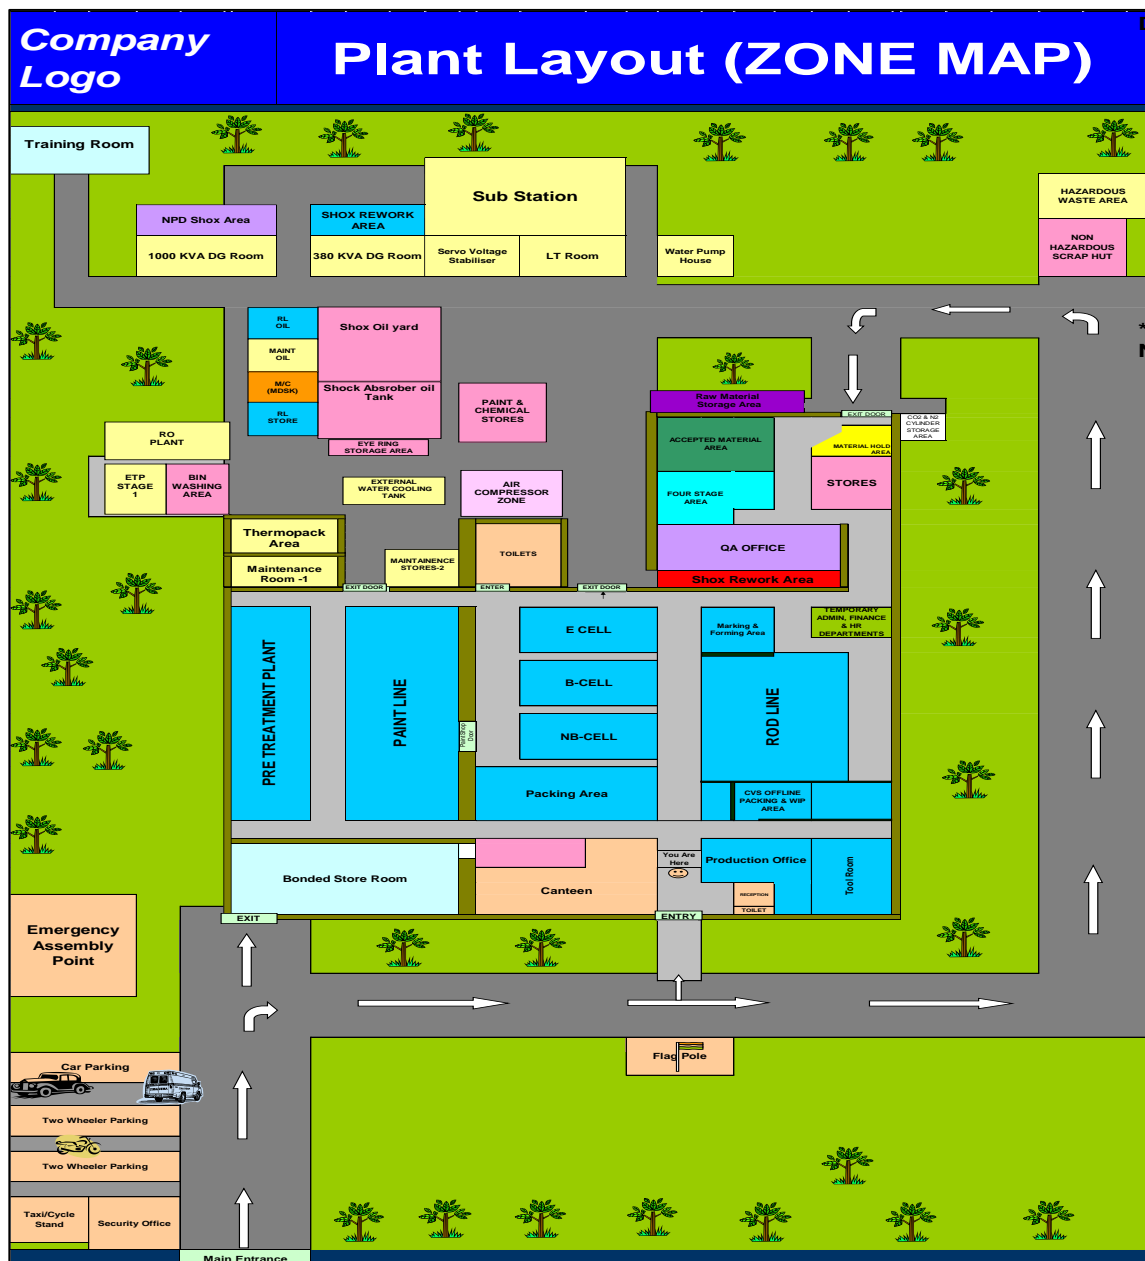 Company
Logo
Plant Layout (ZONE MAP)
Training Room
Sub Station
NPD Shox Area
SHOX REWORK
AREA
1000 KVA DG Room
380 KVA DG Room
Servo Voltage
Stabiliser
LT Room
Water Pump
House
HAZARDOUS
WASTE AREA
NON
HAZARDOUS
SCRAP HUT
*
N
RL
OIL
MAINT
OIL
M/C
(MDSK)
RL
STORE
Shox Oil yard
Shock Absrober oil
Tank
EYE RING
STORAGE AREA
PAINT &
CHEMICAL
STORES
Raw Material
Storage Area
EXIT DOOR
CO2 & N2
CYLINDER
STORAGE
AREA
RO
PLANT
ETP
STAGE
1
BIN
WASHING
AREA
EXTERNAL
WATER COOLING
TANK
AIR
COMPRESSOR
ZONE
ACCEPTED MATERIAL
AREA
MATERIAL HOLD
AREA
FOUR STAGE
AREA
STORES
Thermopack
Area
Maintenance
Room -1
MAINTAINENCE
STORES-2
TOILETS
QA OFFICE
Shox Rework Area
EXIT DOOR
ENTER
EXIT DOOR
PRE TREATMENT PLANT
PAINT LINE
Paint Shop
Door
E CELL
B-CELL
NB-CELL
Packing Area
Marking &
Forming Area
TEMPORARY
ADMIN, FINANCE
& HR
DEPARTMENTS
ROD LINE
CVS OFFLINE
PACKING & WIP
AREA
Bonded Store Room
Canteen
You Are
Here
Production Office
RECEPTION
TOILET
Tool Room
EXIT
ENTRY
Emergency
Assembly
Point
Flag Pole
Car Parking
Two Wheeler Parking
Two Wheeler Parking
Taxi/Cycle
Stand
Security Office
Main Entrance